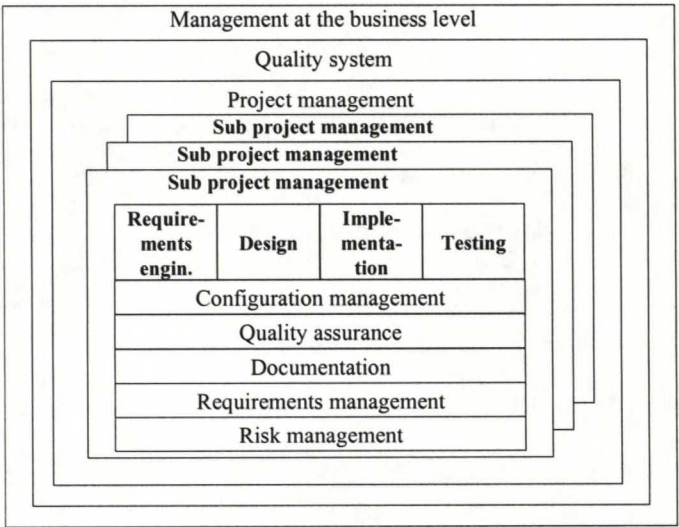 Management at the business level
Quality system
Project management
Sub project management
Sub project management
Sub project management
Require-
ments
engin.
Design
Imple-
menta-
tion
Testing
Configuration management
Quality assurance
Documentation
Requirements management
Risk management